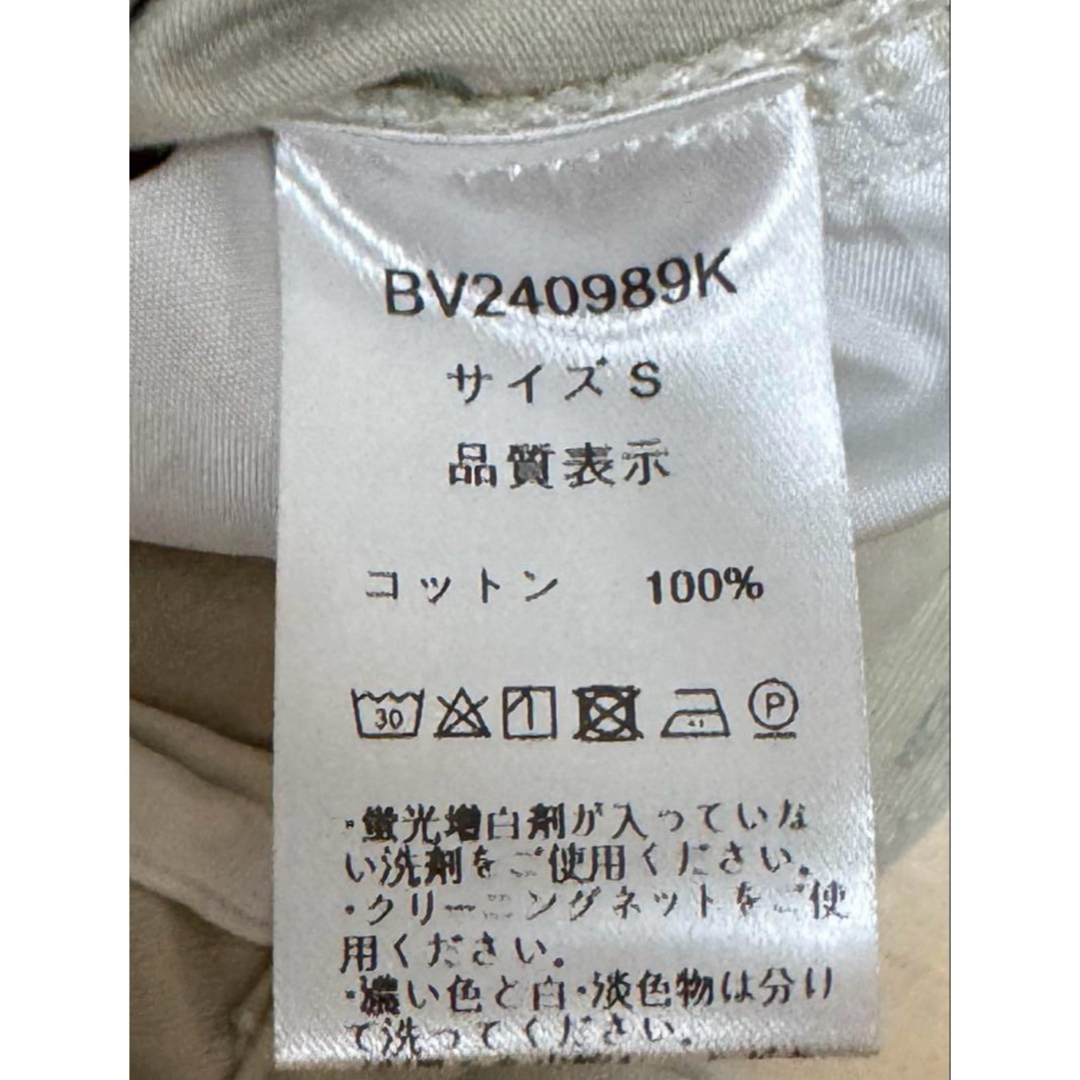 BV240989K
サイズ S
品質表示
コットン 100%
30
P
・蛍光増白剤が入っていな
い洗剤をご使用ください。
・クリーニングネットをご使
用ください。
・濃い色と白・淡色物は分け
て洗ってください。